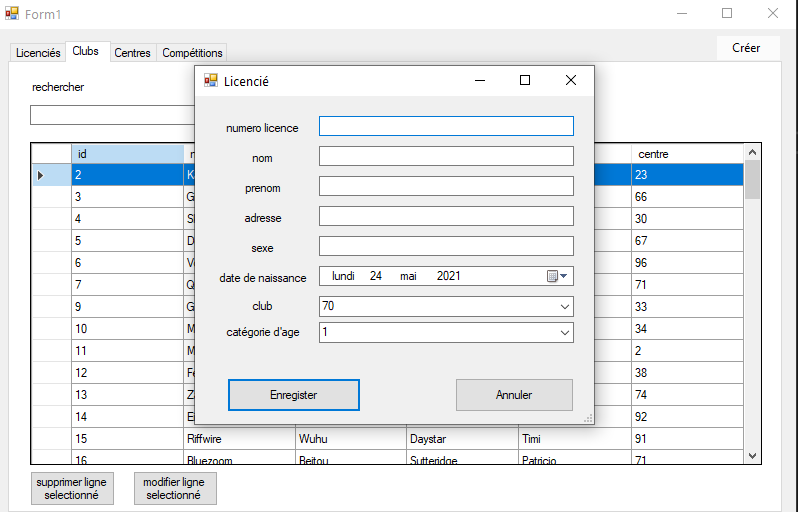 Form1
Licenciés Clubs Centres Compétitions Créer
rechercher
Licencié
numero licence
nom
prenom
adresse
sexe
date de naissance lundi 24 mai 2021
club 70
catégorie d'age 1
Enregister Annuler
id centre
2 23
3 66
4 30
5 67
6 96
7 71
9 33
10 34
11 2
12 38
13 74
14 92
15 Riffwire Wuhu Daystar Timi 91
16 Bluezoom Beitou Sutteridge Patricio 71
supprimer ligne
selectionné
modifier ligne
selectionné